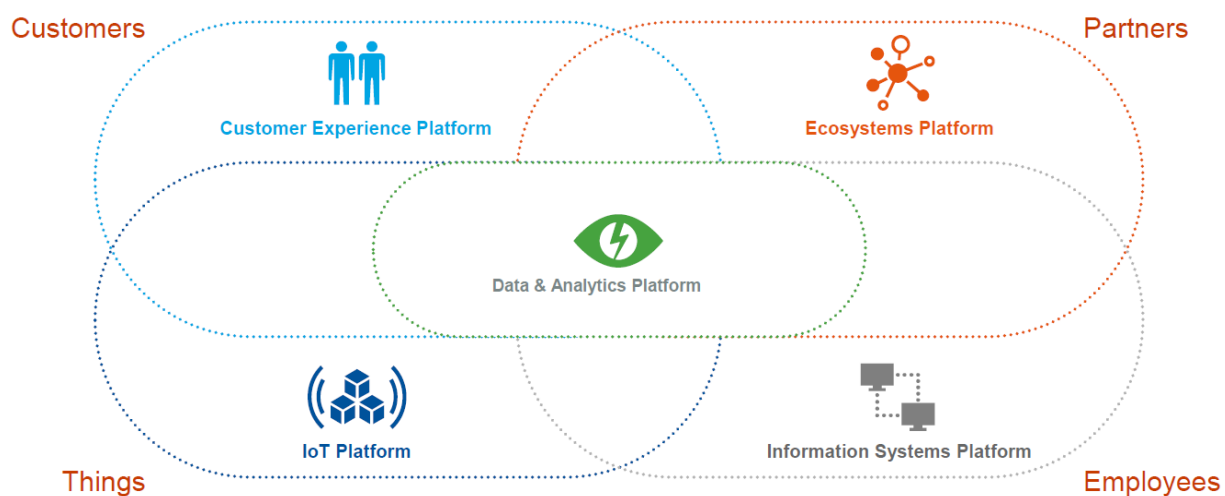 Customers
Partners
Customer Experience Platform
Ecosystems Platform
Data & Analytics Platform
IoT Platform
Information Systems Platform
Things
Employees